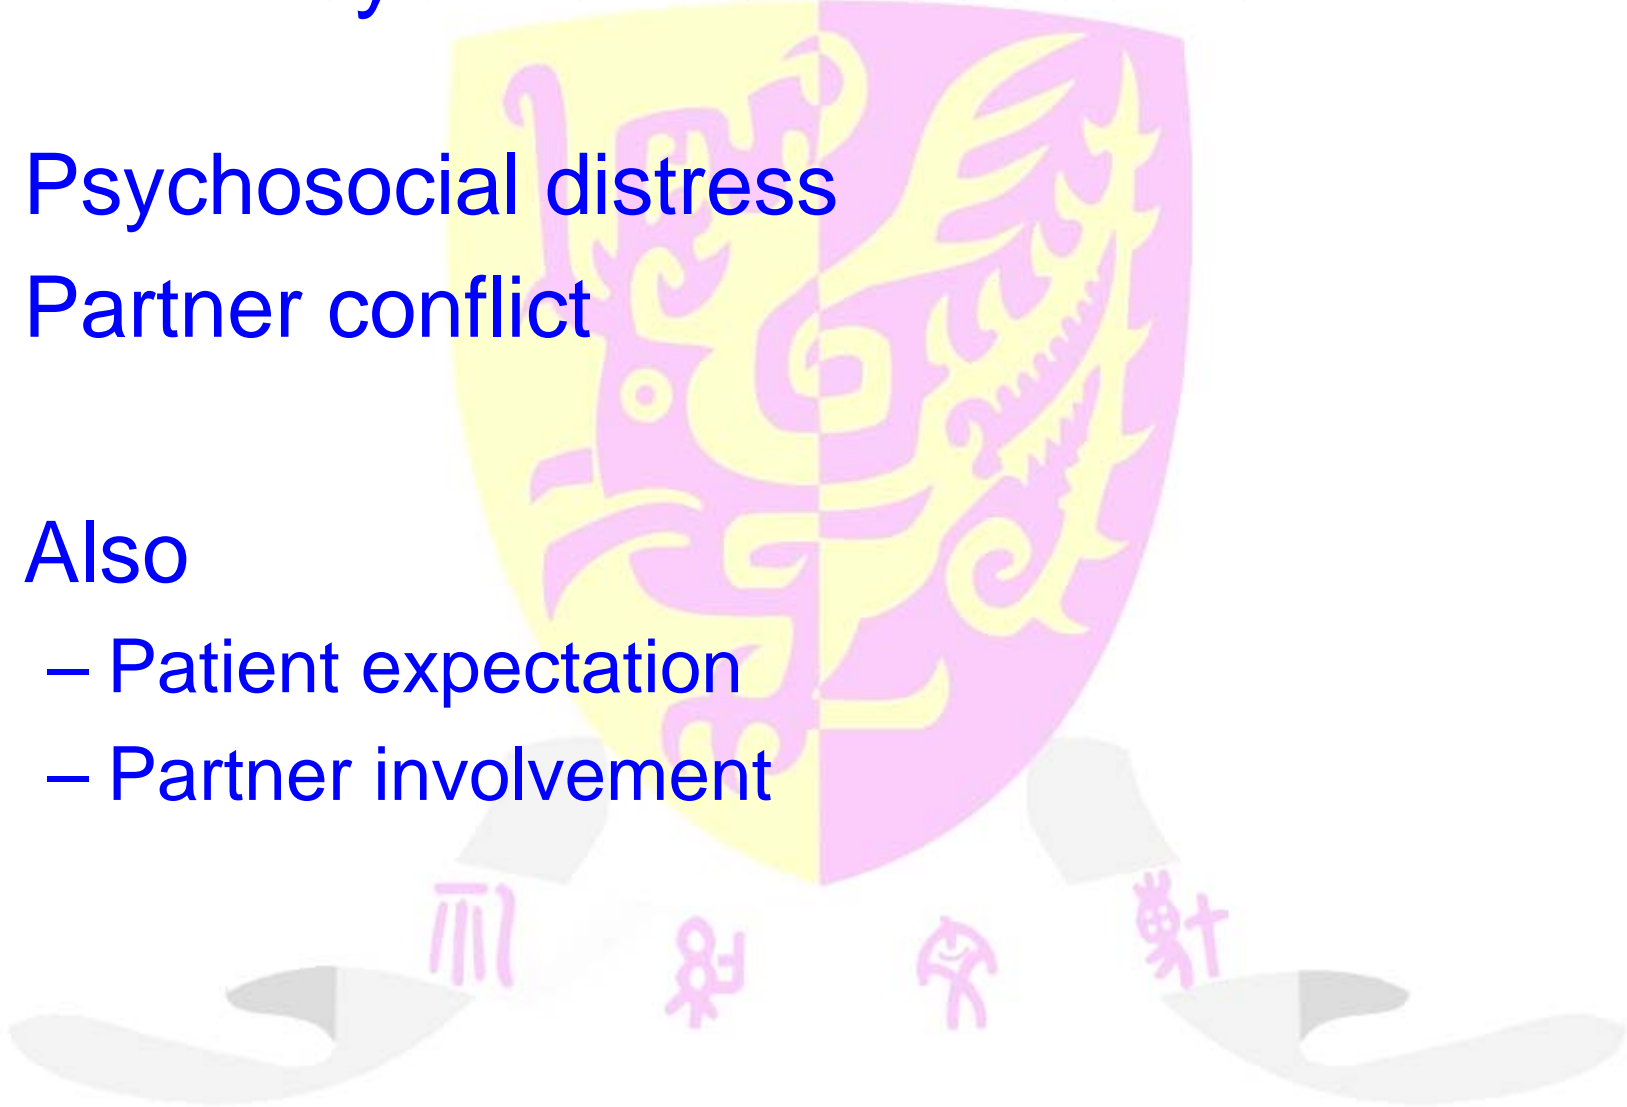 Psychosocial distress
Partner conflict
Also
– Patient expectation
– Partner involvement